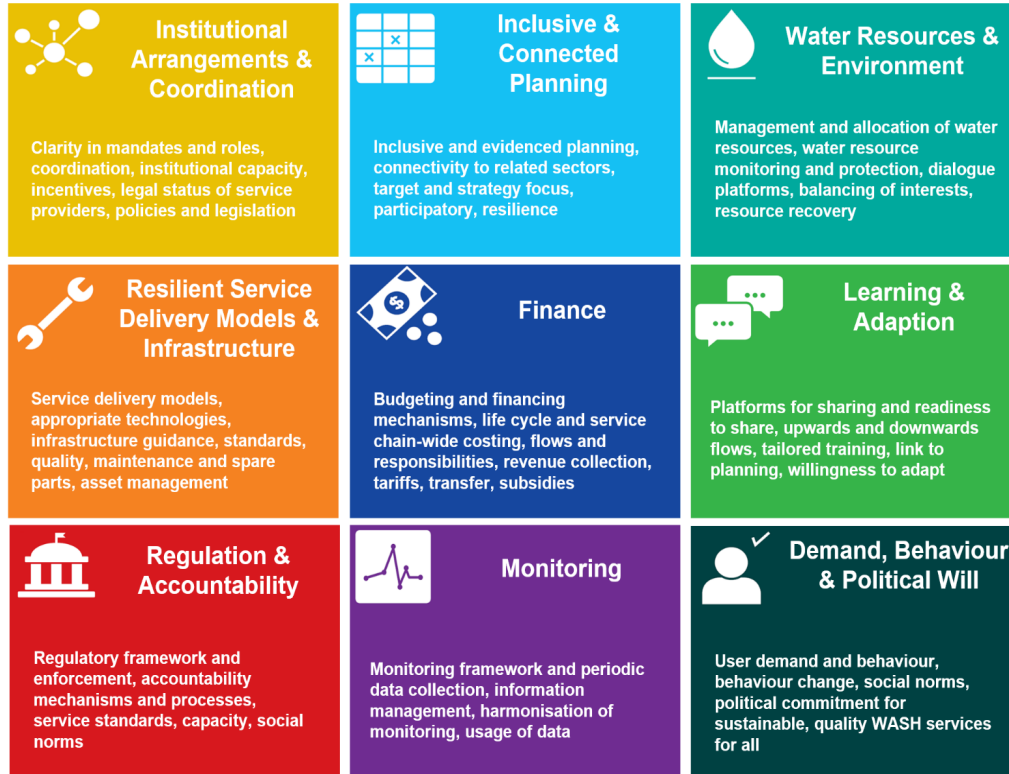 Institutional
Arrangements &
Coordination
Clarity in mandates and roles,
coordination, institutional capacity,
incentives, legal status of service
providers, policies and legislation
Inclusive &
Connected
Planning
Inclusive and evidenced planning,
connectivity to related sectors,
target and strategy focus,
participatory, resilience
Water Resources &
Environment
Management and allocation of water
resources, water resource
monitoring and protection, dialogue
platforms, balancing of interests,
resource recovery
Resilient Service
Delivery Models &
Infrastructure
Service delivery models,
appropriate technologies,
infrastructure guidance, standards,
quality, maintenance and spare
parts, asset management
Finance
Budgeting and financing
mechanisms, life cycle and service
chain-wide costing, flows and
responsibilities, revenue collection,
tariffs, transfer, subsidies
Learning &
Adaption
Platforms for sharing and readiness
to share, upwards and downwards
flows, tailored training, link to
planning, willingness to adapt
Regulation &
Accountability
Regulatory framework and
enforcement, accountability
mechanisms and processes,
service standards, capacity, social
norms
Monitoring
Monitoring framework and periodic
data collection, information
management, harmonisation of
monitoring, usage of data
Demand, Behaviour
& Political Will
User demand and behaviour,
behaviour change, social norms,
political commitment for
sustainable, quality WASH services
for all